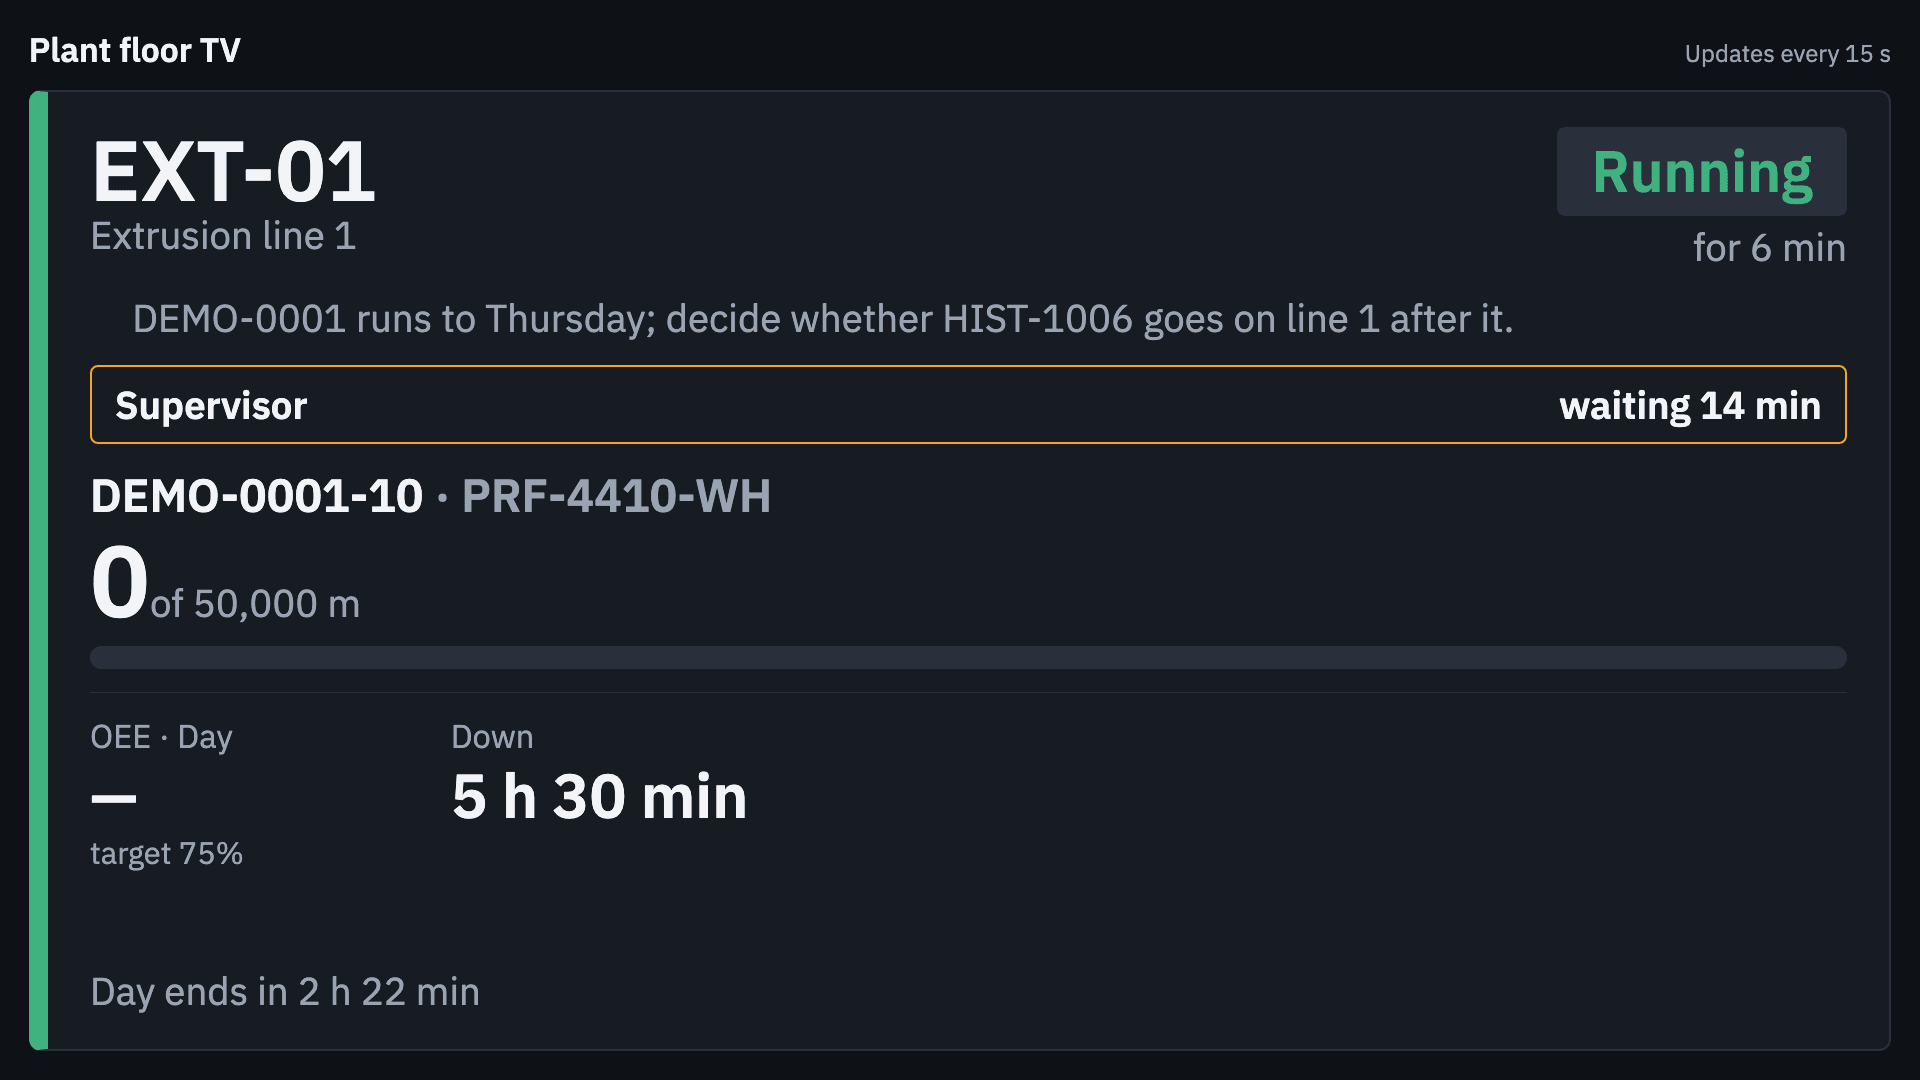 Plant floor TV
Updates every 15 s
EXT-01
Running
Extrusion line 1
for 6 min
DEMO-0001 runs to Thursday; decide whether HIST-1006 goes on line 1 after it.
Supervisor
waiting 14 min
DEMO-0001-10 · PRF-4410-WH
0 of 50,000 m
OEE · Day
Down
—
5 h 30 min
target 75%
Day ends in 2 h 22 min